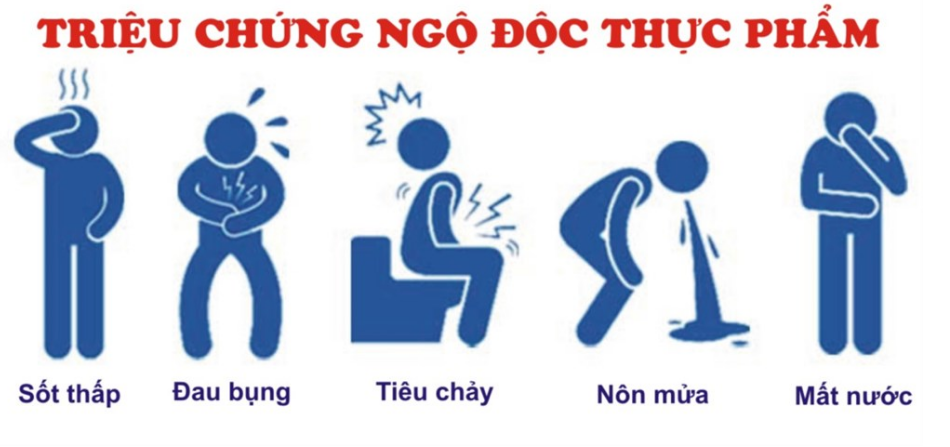 TRIỆU CHỨNG NGỘ ĐỘC THỰC PHẨM
Sốt thấp
Đau bụng
Tiêu chảy
Nôn mửa
Mất nước